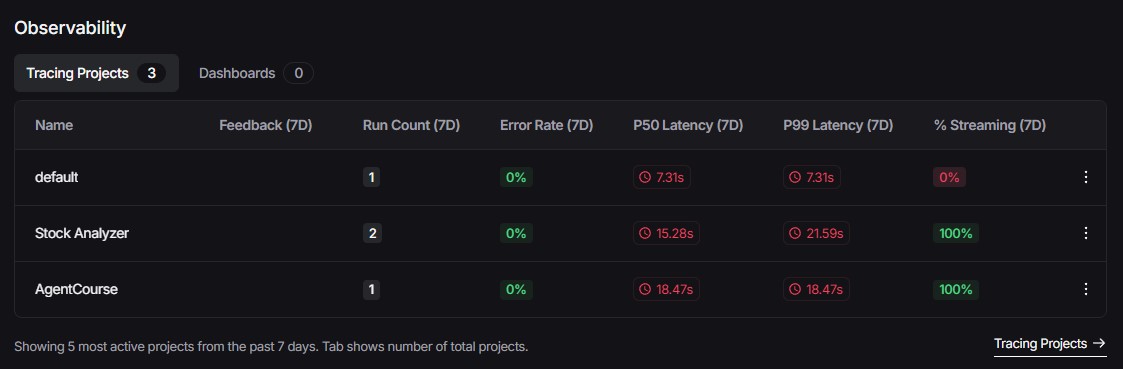 Observability
Tracing Projects 3 Dashboards 0
Name Feedback (7D) Run Count (7D) Error Rate (7D) P50 Latency (7D) P99 Latency (7D) % Streaming (7D)
default 1 0% 7.31s 7.31s 0%
Stock Analyzer 2 0% 15.28s 21.59s 100%
AgentCourse 1 0% 18.47s 18.47s 100%
Showing 5 most active projects from the past 7 days. Tab shows number of total projects. Tracing Projects →